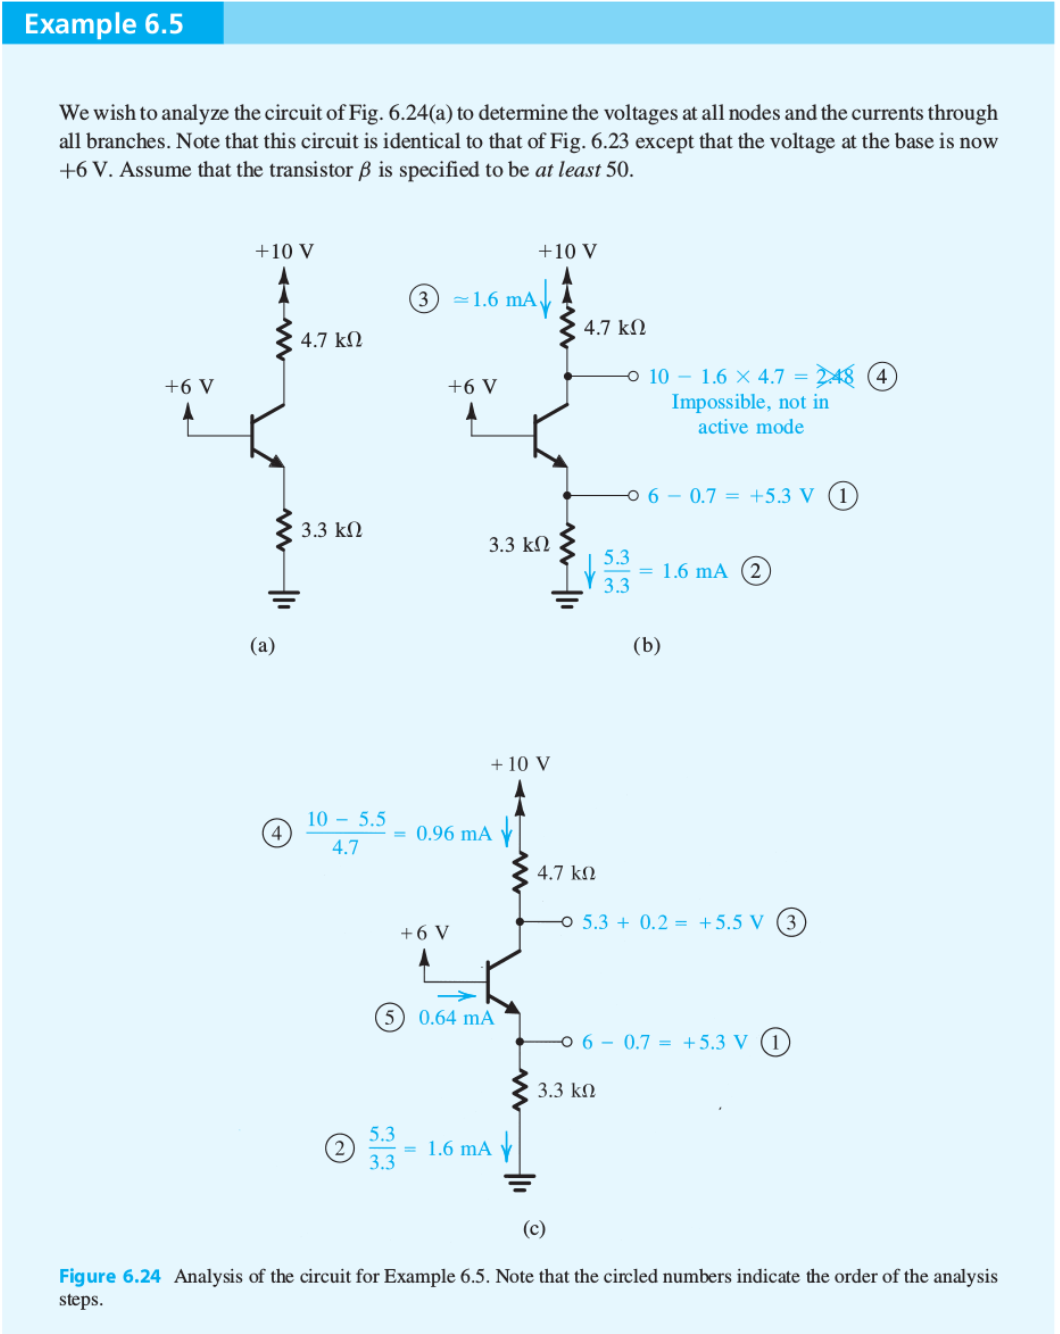 Example 6.5
We wish to analyze the circuit of Fig. 6.24(a) to determine the voltages at all nodes and the currents through
all branches. Note that this circuit is identical to that of Fig. 6.23 except that the voltage at the base is now
+6 V. Assume that the transistor β is specified to be at least 50.
+10 V
4.7 kΩ
+6 V
3.3 kΩ
(a)
+10 V
③ ≃1.6 mA
4.7 kΩ
10 − 1.6 × 4.7 = 2.48 ④
Impossible, not in
active mode
+6 V
6 − 0.7 = +5.3 V ①
3.3 kΩ
5.3
3.3
= 1.6 mA ②
(b)
+10 V
④
10 − 5.5
4.7
= 0.96 mA
4.7 kΩ
5.3 + 0.2 = +5.5 V ③
+6 V
⑤ 0.64 mA
6 − 0.7 = +5.3 V ①
3.3 kΩ
②
5.3
3.3
= 1.6 mA
(c)
Figure 6.24 Analysis of the circuit for Example 6.5. Note that the circled numbers indicate the order of the analysis
steps.